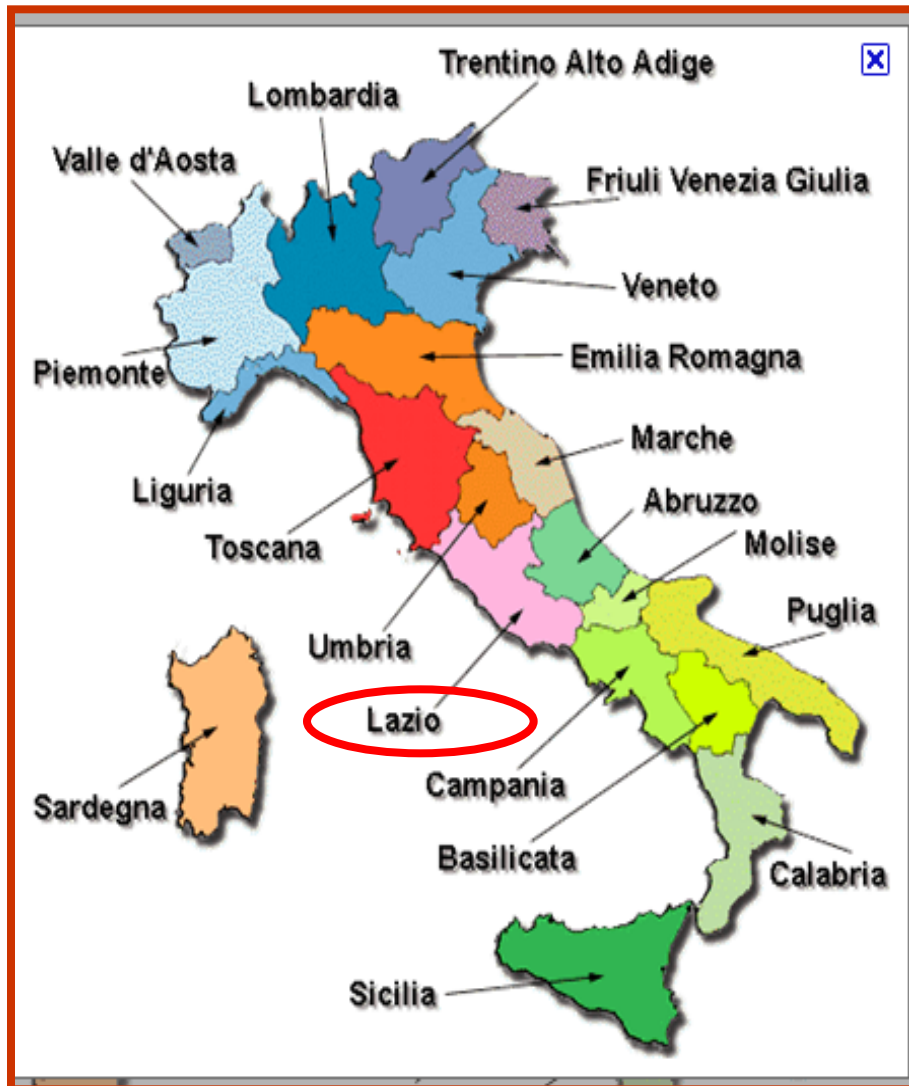 Trentino Alto Adige
Lombardia
Valle d'Aosta
Friuli Venezia Giulia
Veneto
Emilia Romagna
Piemonte
Marche
Liguria
Abruzzo
Toscana
Molise
Puglia
Umbria
Lazio
Campania
Sardegna
Basilicata
Calabria
Sicilia